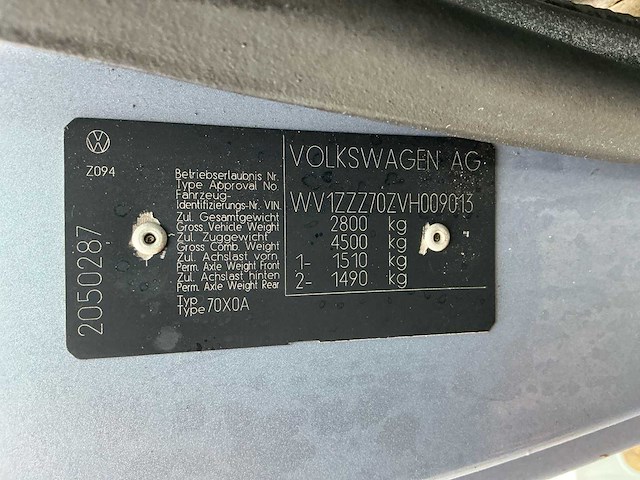 VOLKSWAGEN AG
Z094
2050287
Betriebserlaubnis Nr.
Type Approval No.
Fahrzeug-
Identifizierungs-Nr. VIN. WV1ZZZ70ZVH009013
Zul. Gesamtgewicht
Gross Vehicle Weight 2800 kg
Zul. Zuggewicht
Gross Comb. Weight 4500 kg
Zul. Achslast vorn
Perm. Axle Weight Front 1- 1510 kg
Zul. Achslast hinten
Perm. Axle Weight Rear 2- 1490 kg
Typ
Type 70X0A